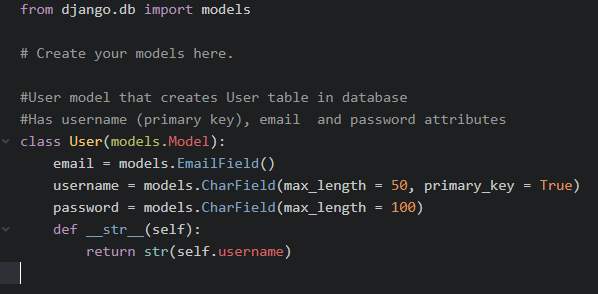 from django.db import models
# Create your models here.
#User model that creates User table in database
#Has username (primary key), email  and password attributes
class User(models.Model):
    email = models.EmailField()
    username = models.CharField(max_length = 50, primary_key = True)
    password = models.CharField(max_length = 100)
    def __str__(self):
        return str(self.username)